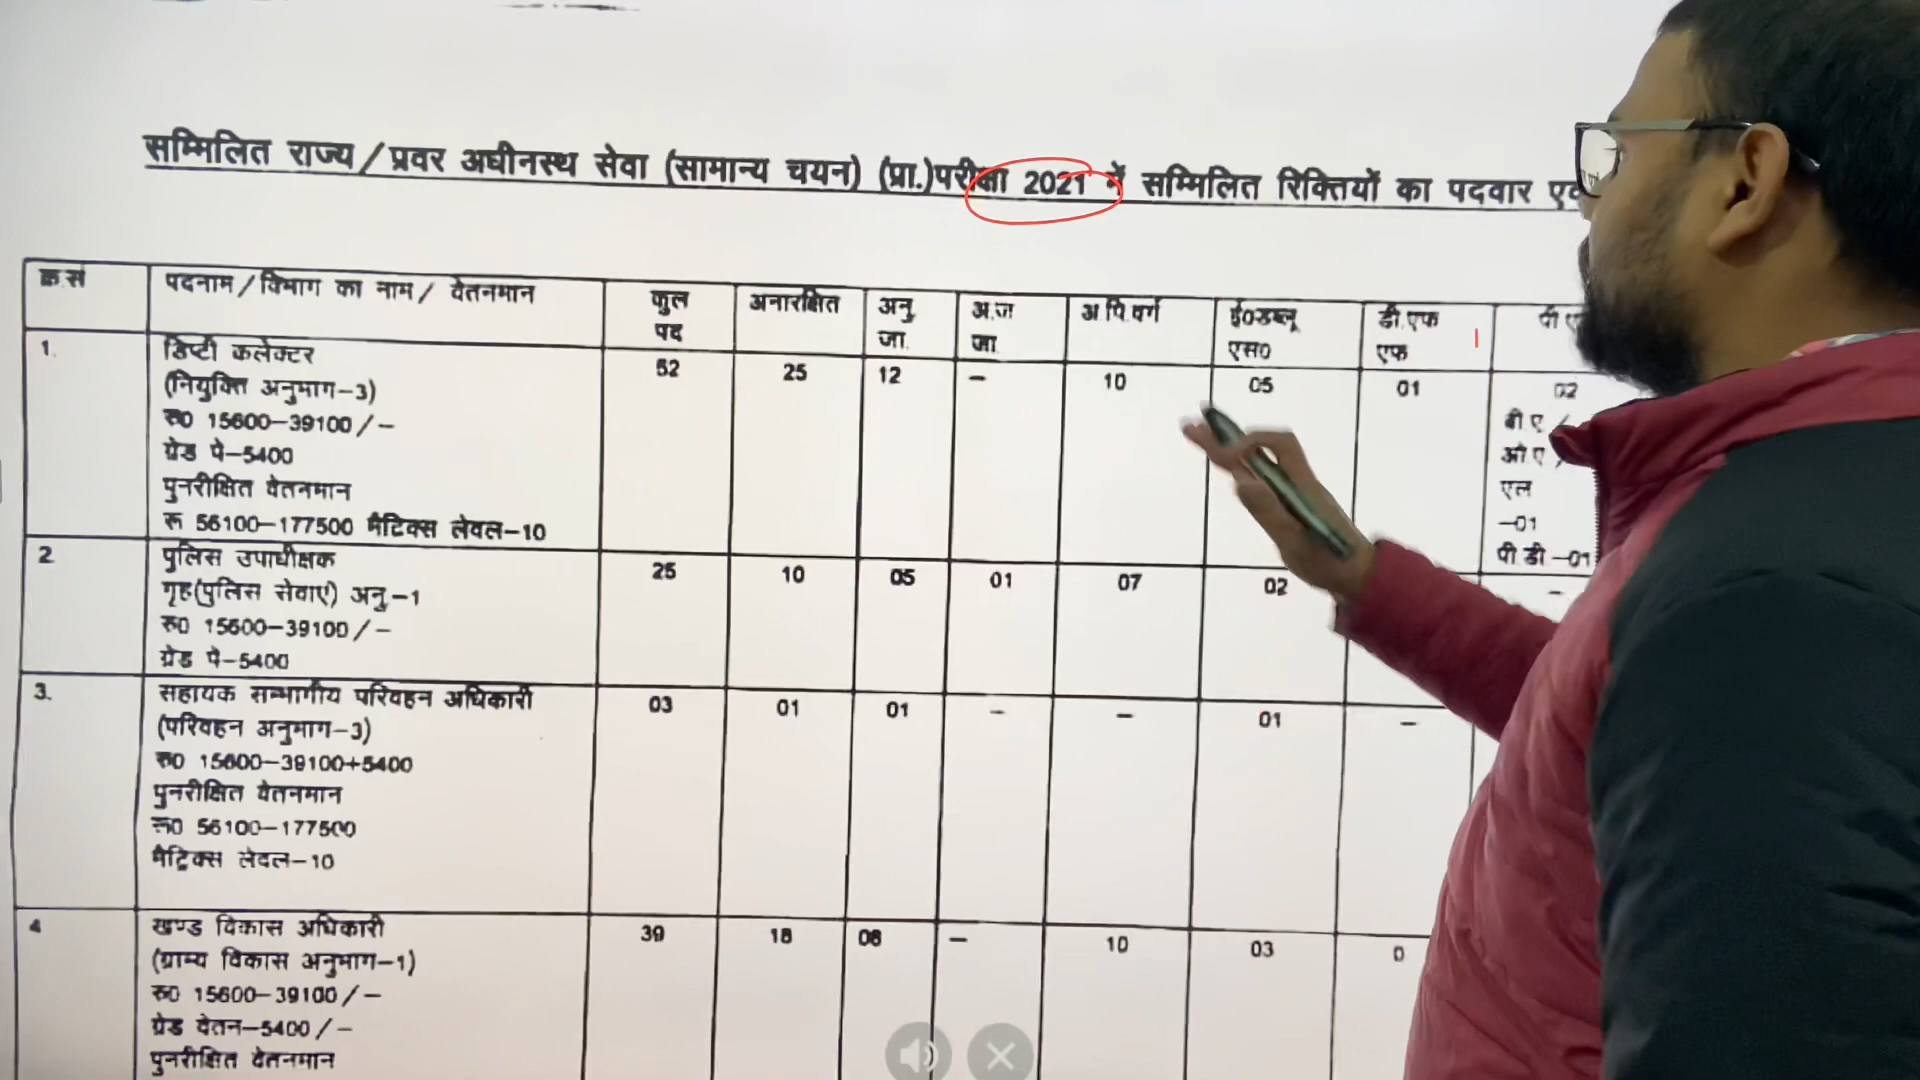 सम्मिलित राज्य/प्रवर अधीनस्थ सेवा (सामान्य चयन) (प्रा.)परीक्षा 2021 में सम्मिलित रिक्तियों का पदवार
क्र.सं पदनाम/विभाग का नाम/ वेतनमान कुल पद अनारक्षित अनु जा. अ.ज जा. अ.पि.वर्ग ई0डब्लू एस0 डी.एफ एफ
1. डिप्टी कलेक्टर 52 25 12 – 10 05 01 02
(नियुक्ति अनुभाग–3)
रू0 15600–39100/– बी.ए/
ग्रेड पे–5400 ओ.ए/
पुनरीक्षित वेतनमान एल
–01
रू 56100–177500 मैट्रिक्स लेवल–10 पी.डी–01
2 पुलिस उपाधीक्षक 25 10 05 01 07 02 –
गृह(पुलिस सेवाएं) अनु–1
रू0 15600–39100/–
ग्रेड पे–5400
3. सहायक सम्भागीय परिवहन अधिकारी 03 01 01 – – 01 –
(परिवहन अनुभाग–3)
रू0 15600–39100+5400
पुनरीक्षित वेतनमान
रू0 56100–177500
मैट्रिक्स लेवल–10
4 खण्ड विकास अधिकारी 39 18 08 – 10 03 0
(ग्राम्य विकास अनुभाग–1)
रू0 15600–39100/–
ग्रेड वेतन–5400/–
पुनरीक्षित वेतनमान